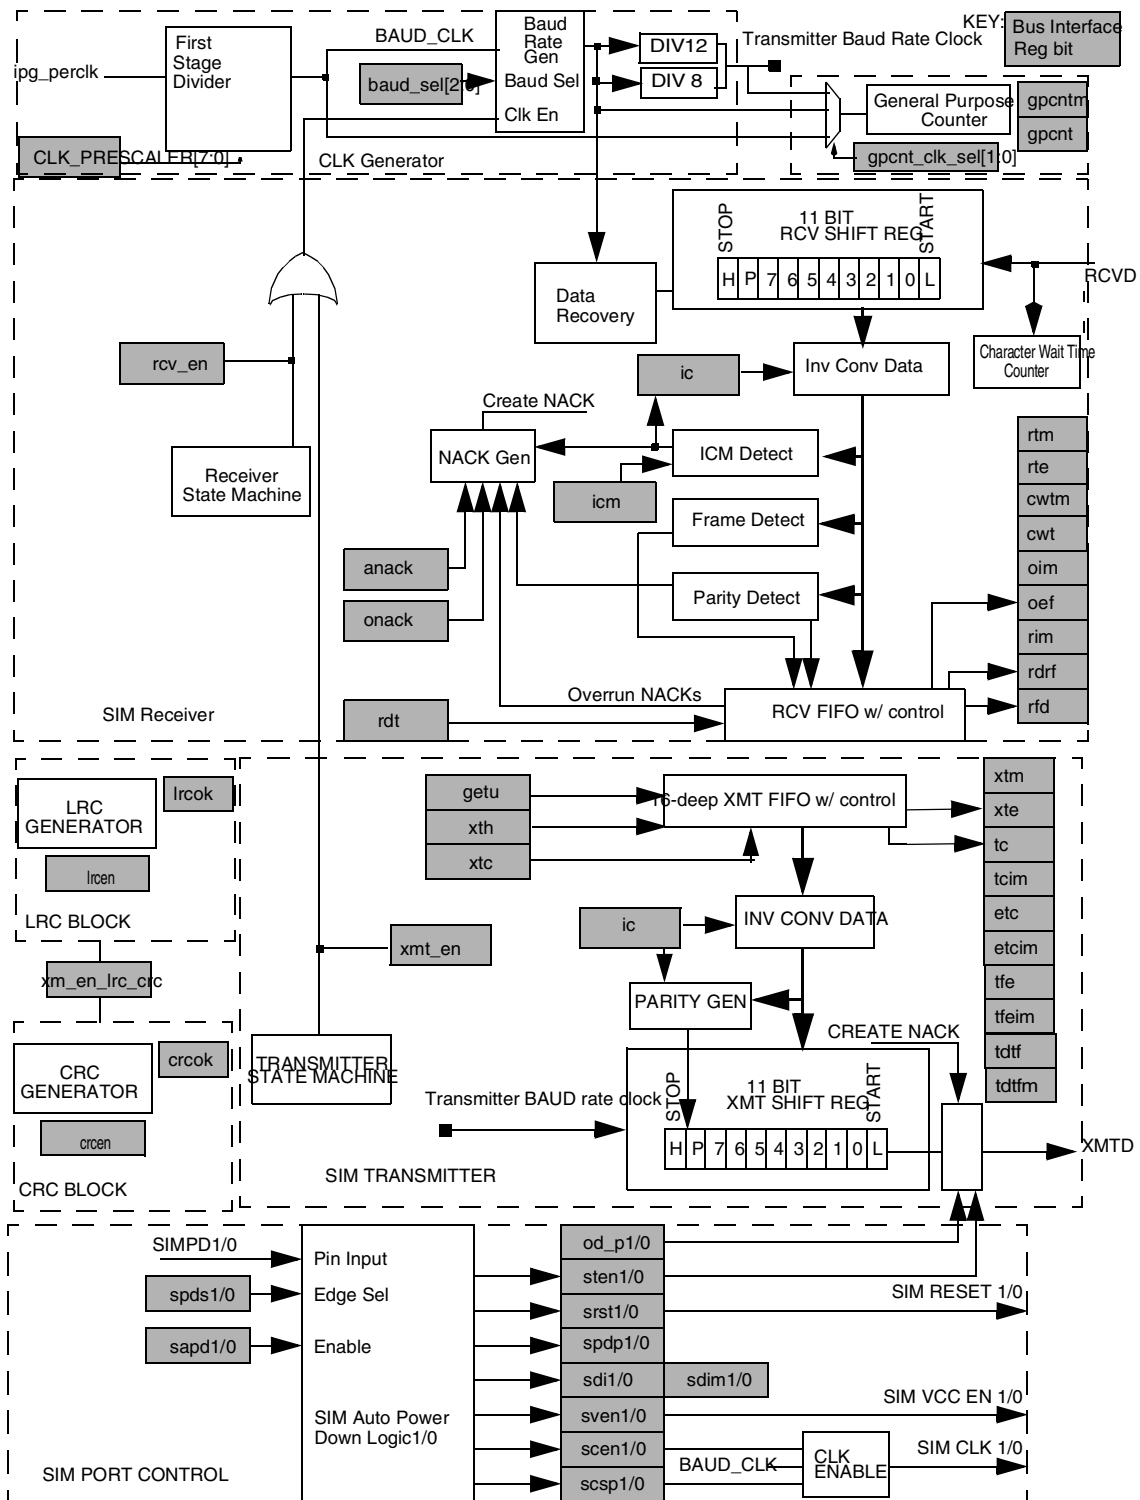 KEY:
Bus Interface
Reg bit
First
Stage
Divider
BAUD_CLK
Baud
Rate
Gen
Baud Sel
Clk En
DIV12
DIV 8
Transmitter Baud Rate Clock
ipg_perclk
baud_sel[2:0]
CLK_PRESCALER[7:0]
CLK Generator
General Purpose
Counter
gpcntm
gpcnt
gpcnt_clk_sel[1:0]
STOP
11 BIT
RCV SHIFT REG
START
H P 7 6 5 4 3 2 1 0 L
RCVD
Data
Recovery
Character Wait Time
Counter
rcv_en
ic
Inv Conv Data
Create NACK
NACK Gen
ICM Detect
icm
Receiver
State Machine
Frame Detect
anack
Parity Detect
onack
rtm
rte
cwtm
cwt
oim
oef
rim
rdrf
rfd
Overrun NACKs
rdt
RCV FIFO w/ control
SIM Receiver
LRC
GENERATOR
lrcok
lrcen
LRC BLOCK
xm_en_lrc_crc
CRC
GENERATOR
crcok
crcen
CRC BLOCK
getu
xth
xtc
16-deep XMT FIFO w/ control
xtm
xte
tc
tcim
etc
etcim
tfe
tfeim
tdtf
tdtfm
ic
INV CONV DATA
xmt_en
PARITY GEN
CREATE NACK
TRANSMITTER
STATE MACHINE
Transmitter BAUD rate clock
STOP
11 BIT
XMT SHIFT REG
START
H P 7 6 5 4 3 2 1 0 L
XMTD
SIM TRANSMITTER
SIMPD1/0
Pin Input
spds1/0
Edge Sel
sapd1/0
Enable
SIM Auto Power
Down Logic1/0
od_p1/0
sten1/0
srst1/0
spdp1/0
sdi1/0
sdim1/0
sven1/0
scen1/0
scsp1/0
SIM RESET 1/0
SIM VCC EN 1/0
BAUD_CLK
CLK
ENABLE
SIM CLK 1/0
SIM PORT CONTROL